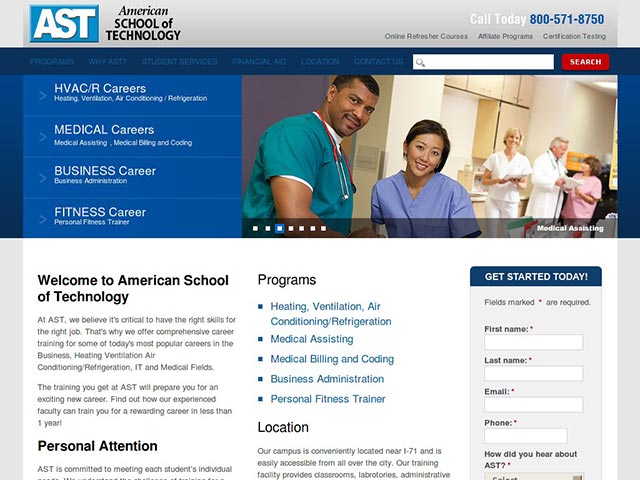 AST American
SCHOOL of
TECHNOLOGY
Call Today 800-571-8750
Online Refresher Courses Affiliate Programs Certification Testing
PROGRAMS WHY AST? STUDENT SERVICES FINANCIAL AID LOCATION CONTACT US SEARCH
HVAC/R Careers
Heating, Ventilation, Air Conditioning / Refrigeration
MEDICAL Careers
Medical Assisting , Medical Billing and Coding
BUSINESS Career
Business Administration
FITNESS Career
Personal Fitness Trainer
Medical Assisting
Welcome to American School
of Technology
At AST, we believe it's critical to have the right skills for
the right job. That's why we offer comprehensive career
training for some of today's most popular careers in the
Business, Heating Ventilation Air
Conditioning/Refrigeration, IT and Medical Fields.
The training you get at AST will prepare you for an
exciting new career. Find out how our experienced
faculty can train you for a rewarding career in less than
1 year!
Personal Attention
AST is committed to meeting each student's individual
Programs
Heating, Ventilation, Air
Conditioning/Refrigeration
Medical Assisting
Medical Billing and Coding
Business Administration
Personal Fitness Trainer
Location
Our campus is conveniently located near I-71 and is
easily accessible from all over the city. Our training
facility provides classrooms, labrotories, administrative
GET STARTED TODAY!
Fields marked * are required.
First name: *
Last name: *
Email: *
Phone: *
How did you hear about
AST? *
- Select -